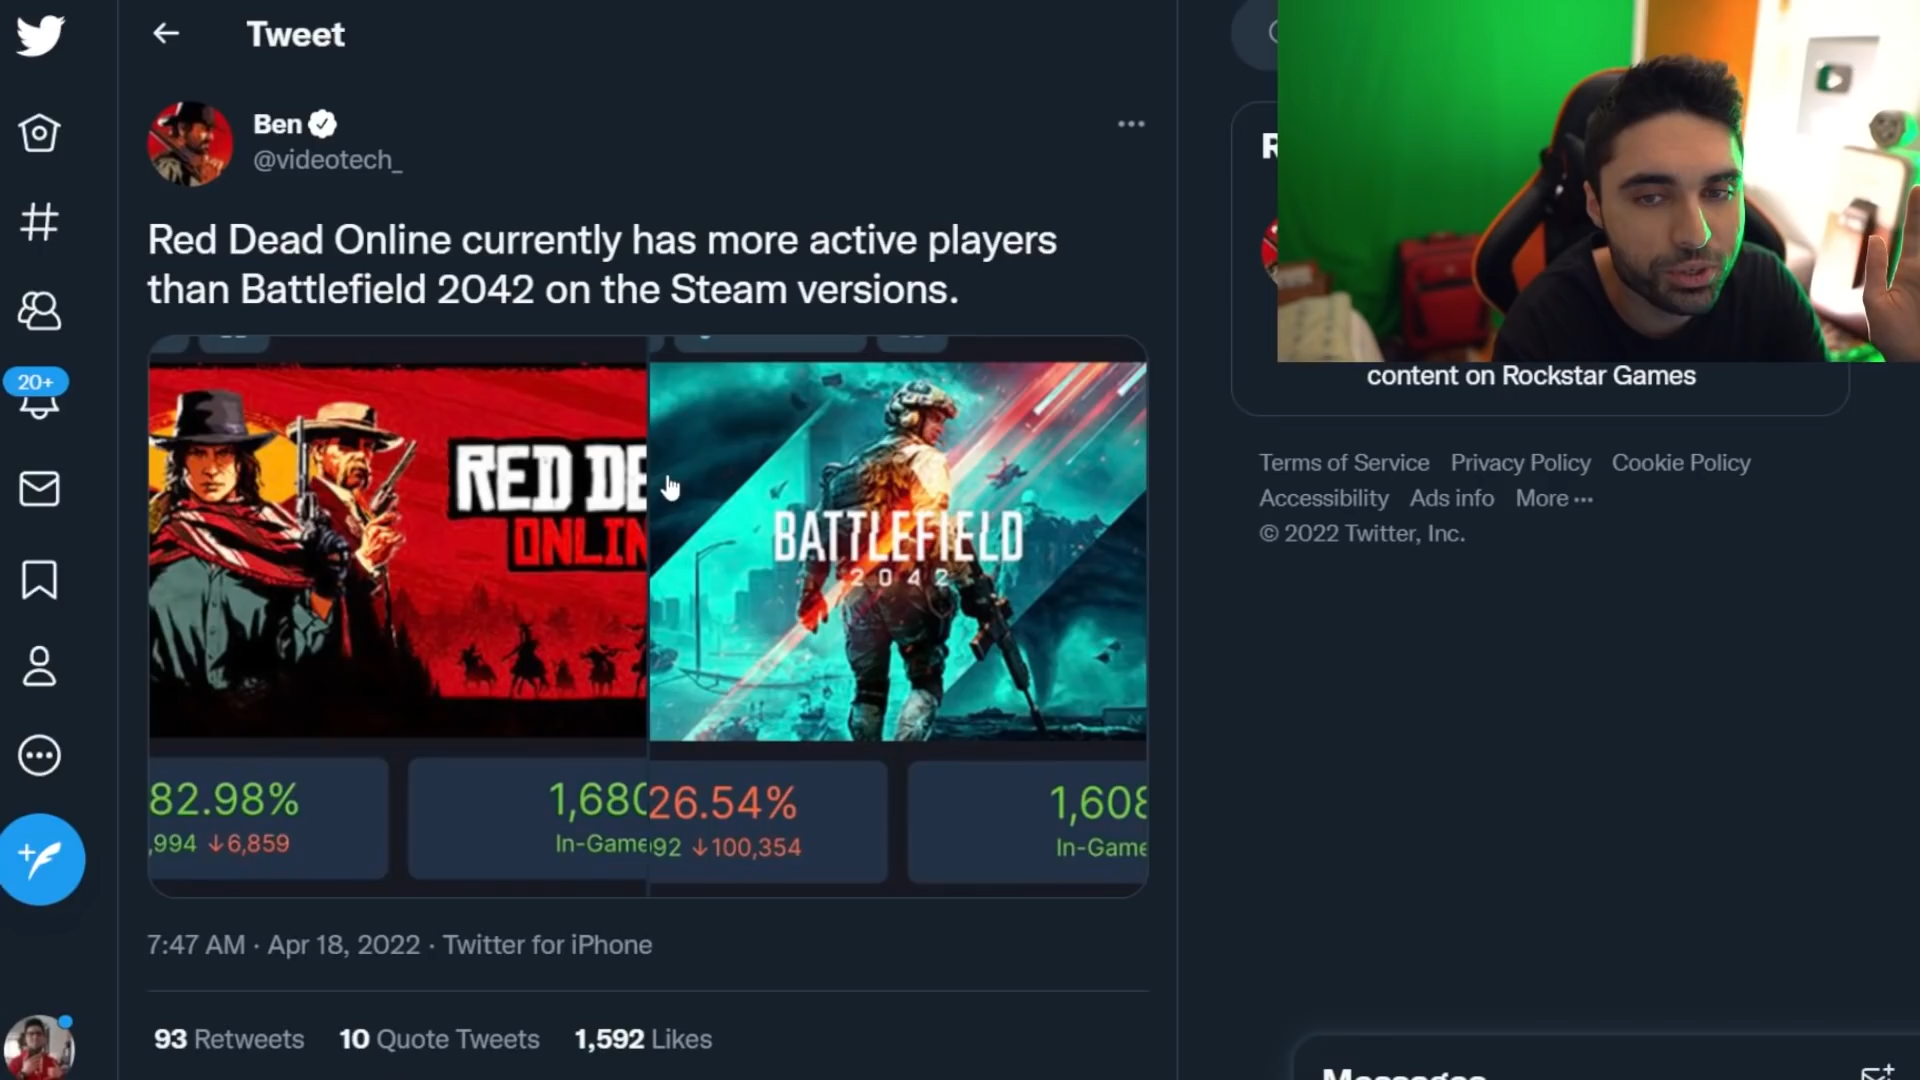 Tweet
Ben
@videotech_
Red Dead Online currently has more active players
than Battlefield 2042 on the Steam versions.
RED DE
ONLIN
BATTLEFIELD
2042
82.98%
,994 ↓6,859
1,680
In-Game
26.54%
92 ↓100,354
1,608
In-Game
7:47 AM · Apr 18, 2022 · Twitter for iPhone
93 Retweets 10 Quote Tweets 1,592 Likes
20+
R
content on Rockstar Games
Terms of Service Privacy Policy Cookie Policy
Accessibility Ads info More ···
© 2022 Twitter, Inc.
Messages